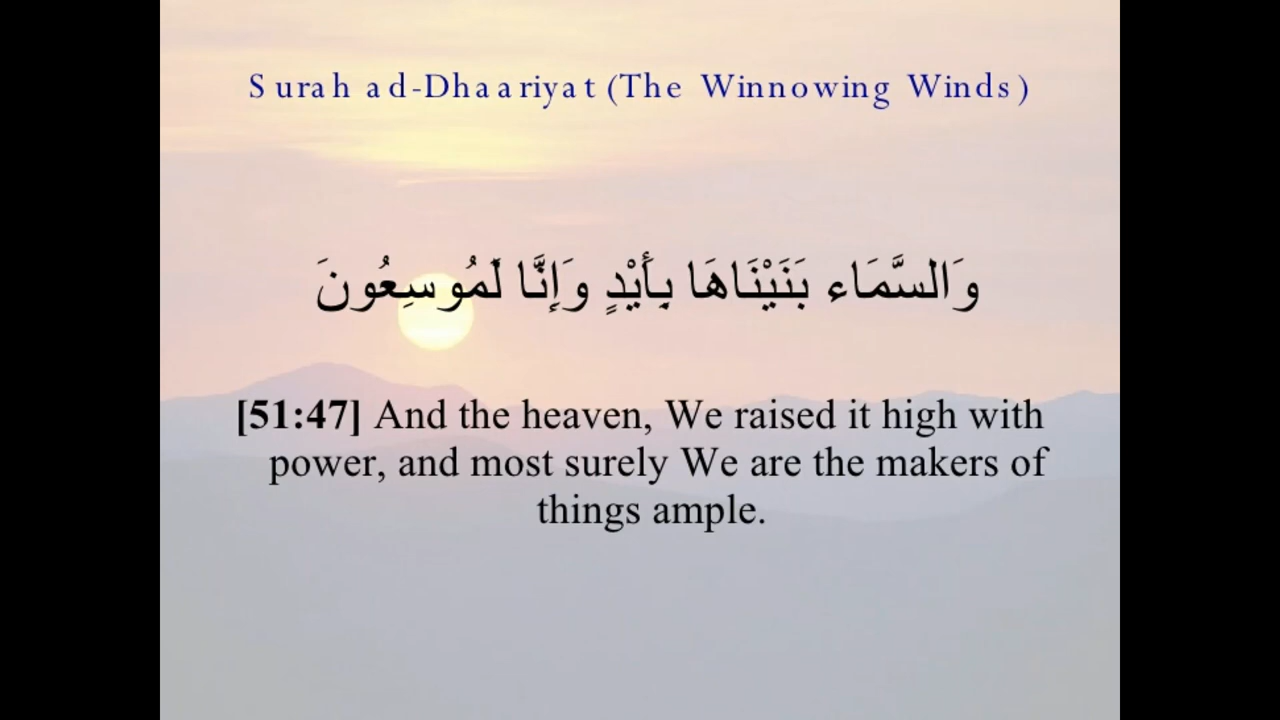 Surah ad-Dhaariyat (The Winnowing Winds)
وَالسَّمَاء بَنَيْنَاهَا بِأَيْدٍ وَإِنَّا لَمُوسِعُونَ
[51:47] And the heaven, We raised it high with
power, and most surely We are the makers of
things ample.